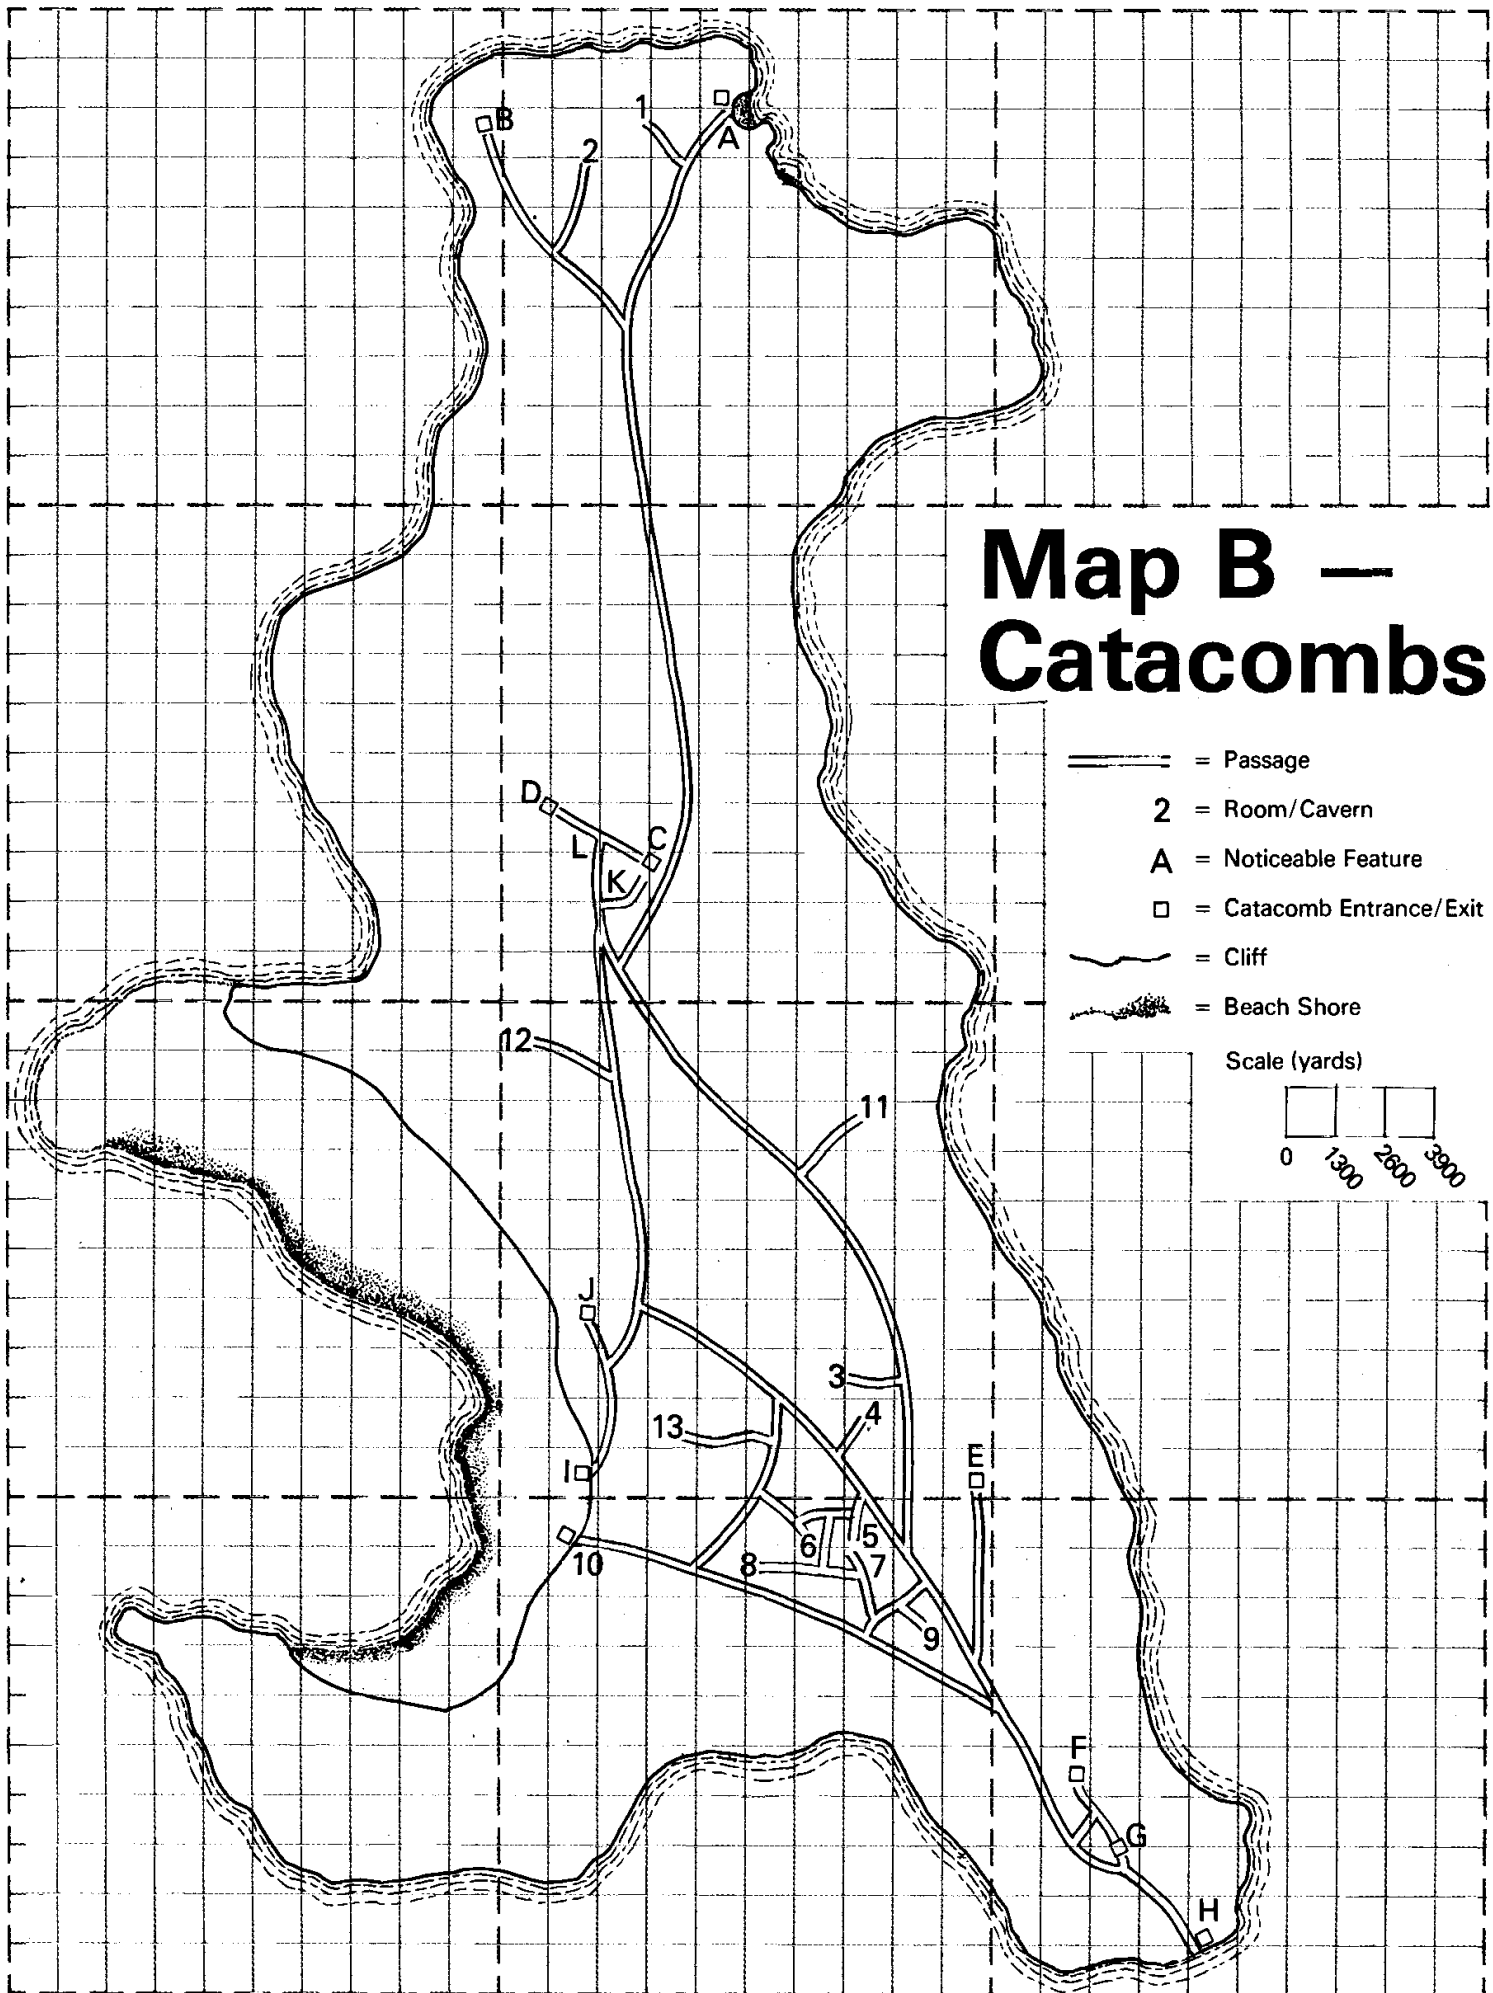 1
B
A
2
Map B —
Catacombs
= Passage
2 = Room/Cavern
A = Noticeable Feature
= Catacomb Entrance/Exit
= Cliff
= Beach Shore
Scale (yards)
0 1300 2600 3900
D
C
L
K
12
11
J
3
4
13
E
I
5
6
10
8
7
9
F
G
H